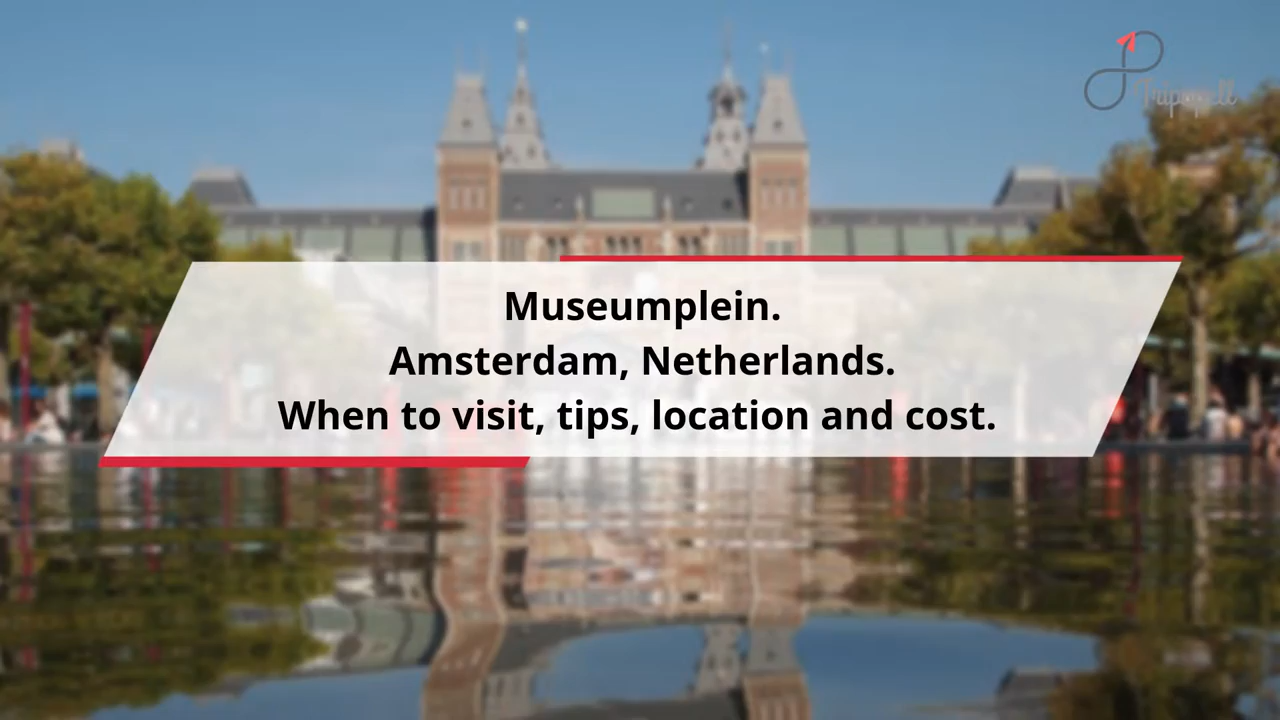 Museumplein.
Amsterdam, Netherlands.
When to visit, tips, location and cost.